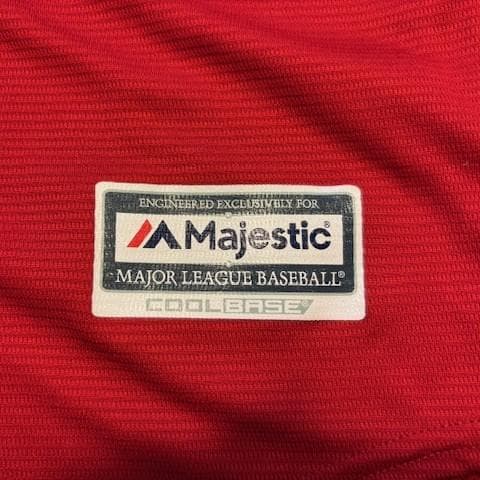 ENGINEERED EXCLUSIVELY FOR
Majestic®
MAJOR LEAGUE BASEBALL®
COOLBASE®